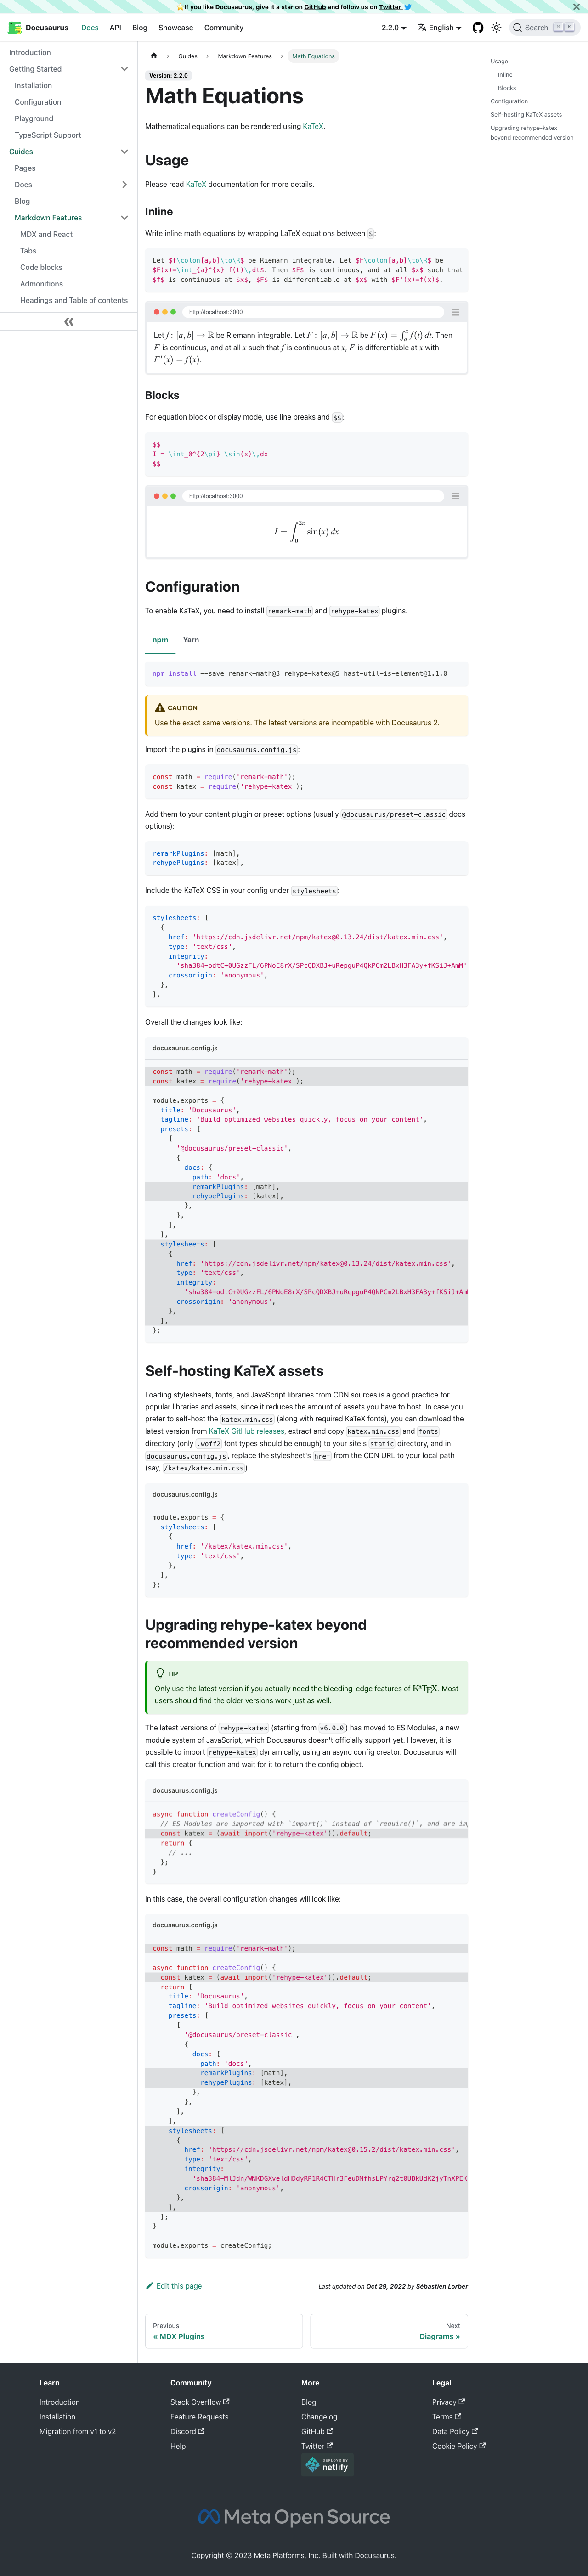 ⭐️ If you like Docusaurus, give it a star on GitHub and follow us on Twitter
Docusaurus Docs API Blog Showcase Community 2.2.0 English Search ⌘ K
Introduction
Getting Started
Installation
Configuration
Playground
TypeScript Support
Guides
Pages
Docs
Blog
Markdown Features
MDX and React
Tabs
Code blocks
Admonitions
Headings and Table of contents
Guides Markdown Features Math Equations
Version: 2.2.0
Math Equations
Mathematical equations can be rendered using KaTeX.
Usage
Please read KaTeX documentation for more details.
Inline
Write inline math equations by wrapping LaTeX equations between $:
Let $f\colon[a,b]\to\R$ be Riemann integrable. Let $F\colon[a,b]\to\R$ be
$F(x)=\int_{a}^{x} f(t)\,dt$. Then $F$ is continuous, and at all $x$ such that
$f$ is continuous at $x$, $F$ is differentiable at $x$ with $F'(x)=f(x)$.
http://localhost:3000
Let f: [a, b] → ℝ be Riemann integrable. Let F: [a, b] → ℝ be F(x) = ∫ₐˣ f(t) dt. Then
F is continuous, and at all x such that f is continuous at x, F is differentiable at x with
F′(x) = f(x).
Blocks
For equation block or display mode, use line breaks and $$:
$$
I = \int_0^{2\pi} \sin(x)\,dx
$$
http://localhost:3000
I = ∫₀^2π sin(x) dx
Configuration
To enable KaTeX, you need to install remark-math and rehype-katex plugins.
npm Yarn
npm install --save remark-math@3 rehype-katex@5 hast-util-is-element@1.1.0
CAUTION
Use the exact same versions. The latest versions are incompatible with Docusaurus 2.
Import the plugins in docusaurus.config.js:
const math = require('remark-math');
const katex = require('rehype-katex');
Add them to your content plugin or preset options (usually @docusaurus/preset-classic docs
options):
remarkPlugins: [math],
rehypePlugins: [katex],
Include the KaTeX CSS in your config under stylesheets:
stylesheets: [
{
href: 'https://cdn.jsdelivr.net/npm/katex@0.13.24/dist/katex.min.css',
type: 'text/css',
integrity:
'sha384-odtC+0UGzzFL/6PNoE8rX/SPcQDXBJ+uRepguP4QkPCm2LBxH3FA3y+fKSiJ+AmM'
crossorigin: 'anonymous',
},
],
Overall the changes look like:
docusaurus.config.js
const math = require('remark-math');
const katex = require('rehype-katex');
module.exports = {
title: 'Docusaurus',
tagline: 'Build optimized websites quickly, focus on your content',
presets: [
[
'@docusaurus/preset-classic',
{
docs: {
path: 'docs',
remarkPlugins: [math],
rehypePlugins: [katex],
},
},
],
],
stylesheets: [
{
href: 'https://cdn.jsdelivr.net/npm/katex@0.13.24/dist/katex.min.css',
type: 'text/css',
integrity:
'sha384-odtC+0UGzzFL/6PNoE8rX/SPcQDXBJ+uRepguP4QkPCm2LBxH3FA3y+fKSiJ+Am
crossorigin: 'anonymous',
},
],
};
Self-hosting KaTeX assets
Loading stylesheets, fonts, and JavaScript libraries from CDN sources is a good practice for
popular libraries and assets, since it reduces the amount of assets you have to host. In case you
prefer to self-host the katex.min.css (along with required KaTeX fonts), you can download the
latest version from KaTeX GitHub releases, extract and copy katex.min.css and fonts
directory (only .woff2 font types should be enough) to your site's static directory, and in
docusaurus.config.js, replace the stylesheet's href from the CDN URL to your local path
(say, /katex/katex.min.css).
docusaurus.config.js
module.exports = {
stylesheets: [
{
href: '/katex/katex.min.css',
type: 'text/css',
},
],
};
Upgrading rehype-katex beyond
recommended version
TIP
Only use the latest version if you actually need the bleeding-edge features of KATEX. Most
users should find the older versions work just as well.
The latest versions of rehype-katex (starting from v6.0.0) has moved to ES Modules, a new
module system of JavaScript, which Docusaurus doesn't officially support yet. However, it is
possible to import rehype-katex dynamically, using an async config creator. Docusaurus will
call this creator function and wait for it to return the config object.
docusaurus.config.js
async function createConfig() {
// ES Modules are imported with `import()` instead of `require()`, and are imp
const katex = (await import('rehype-katex')).default;
return {
// ...
};
}
In this case, the overall configuration changes will look like:
docusaurus.config.js
const math = require('remark-math');
async function createConfig() {
const katex = (await import('rehype-katex')).default;
return {
title: 'Docusaurus',
tagline: 'Build optimized websites quickly, focus on your content',
presets: [
[
'@docusaurus/preset-classic',
{
docs: {
path: 'docs',
remarkPlugins: [math],
rehypePlugins: [katex],
},
},
],
],
stylesheets: [
{
href: 'https://cdn.jsdelivr.net/npm/katex@0.15.2/dist/katex.min.css',
type: 'text/css',
integrity:
'sha384-MlJdn/WNKDGXveldHDdyRP1R4CTHr3FeuDNfhsLPYrq2t0UBkUdK2jyTnXPEK
crossorigin: 'anonymous',
},
],
};
}
module.exports = createConfig;
Edit this page
Last updated on Oct 29, 2022 by Sébastien Lorber
Previous
« MDX Plugins
Next
Diagrams »
Usage
Inline
Blocks
Configuration
Self-hosting KaTeX assets
Upgrading rehype-katex
beyond recommended version
Learn
Introduction
Installation
Migration from v1 to v2
Community
Stack Overflow
Feature Requests
Discord
Help
More
Blog
Changelog
GitHub
Twitter
DEPLOYS BY
netlify
Legal
Privacy
Terms
Data Policy
Cookie Policy
Meta Open Source
Copyright © 2023 Meta Platforms, Inc. Built with Docusaurus.